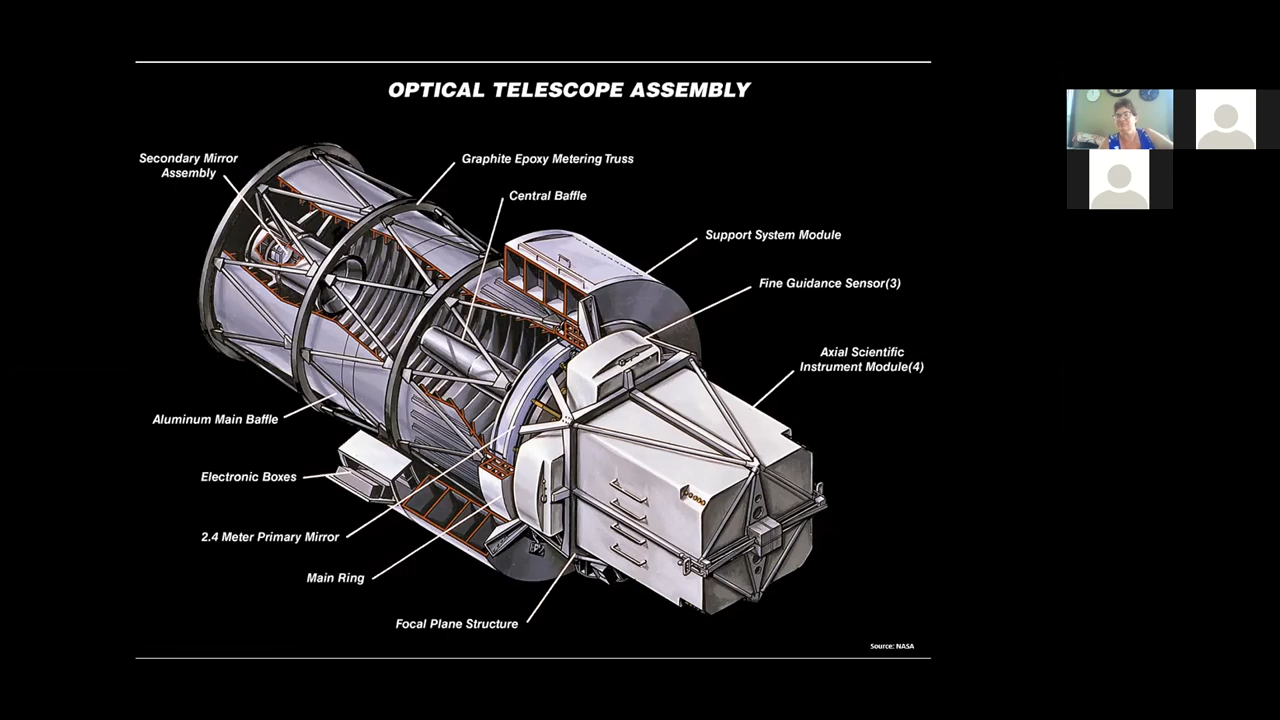 OPTICAL TELESCOPE ASSEMBLY
Secondary Mirror
Assembly
Graphite Epoxy Metering Truss
Central Baffle
Support System Module
Fine Guidance Sensor(3)
Axial Scientific
Instrument Module(4)
Aluminum Main Baffle
Electronic Boxes
2.4 Meter Primary Mirror
Main Ring
Focal Plane Structure
Source: NASA